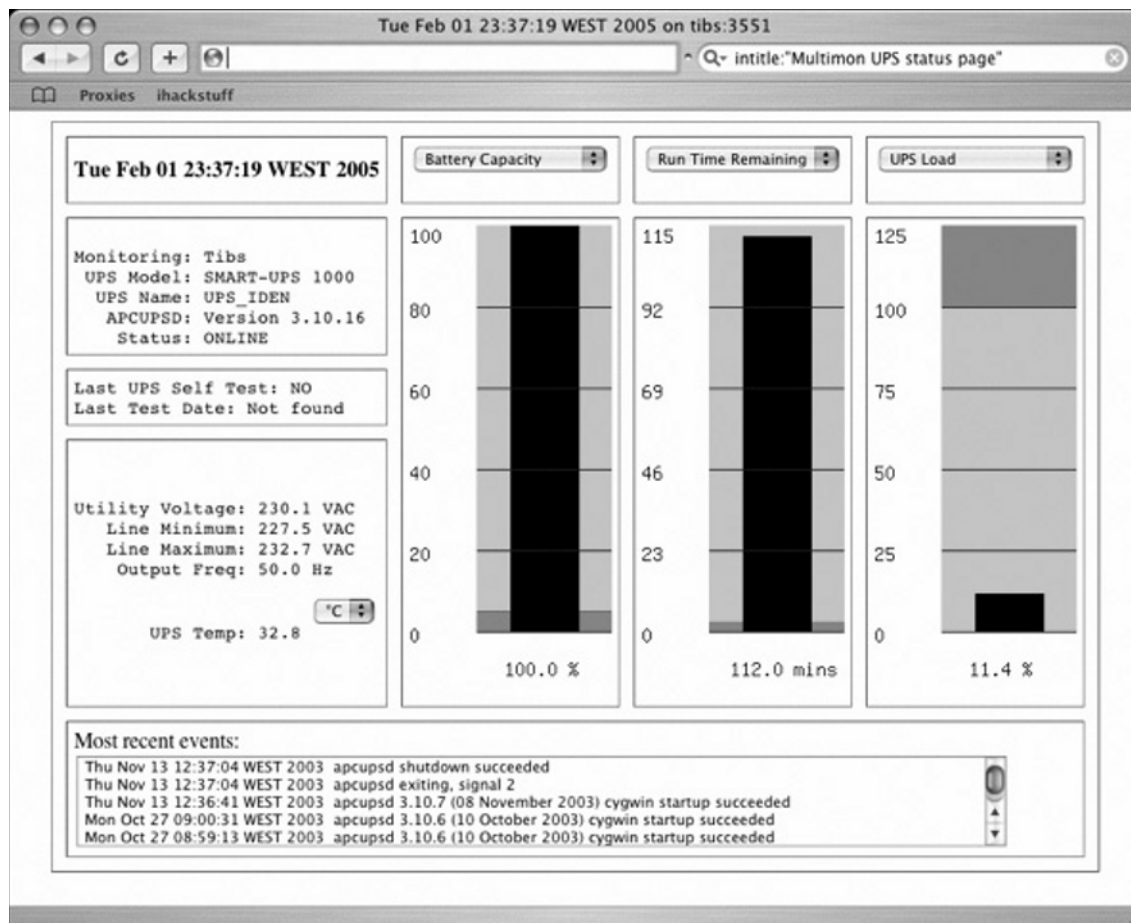 Tue Feb 01 23:37:19 WEST 2005 on tibs:3551
intitle:"Multimon UPS status page"
Proxies ihackstuff
Tue Feb 01 23:37:19 WEST 2005
Battery Capacity
Run Time Remaining
UPS Load
Monitoring: Tibs
UPS Model: SMART-UPS 1000
UPS Name: UPS_IDEN
APCUPSD: Version 3.10.16
Status: ONLINE
Last UPS Self Test: NO
Last Test Date: Not found
Utility Voltage: 230.1 VAC
Line Minimum: 227.5 VAC
Line Maximum: 232.7 VAC
Output Freq: 50.0 Hz
°C
UPS Temp: 32.8
100
80
60
40
20
0
100.0 %
115
92
69
46
23
0
112.0 mins
125
100
75
50
25
0
11.4 %
Most recent events:
Thu Nov 13 12:37:04 WEST 2003 apcupsd shutdown succeeded
Thu Nov 13 12:37:04 WEST 2003 apcupsd exiting, signal 2
Thu Nov 13 12:36:41 WEST 2003 apcupsd 3.10.7 (08 November 2003) cygwin startup succeeded
Mon Oct 27 09:00:31 WEST 2003 apcupsd 3.10.6 (10 October 2003) cygwin startup succeeded
Mon Oct 27 08:59:13 WEST 2003 apcupsd 3.10.6 (10 October 2003) cygwin startup succeeded